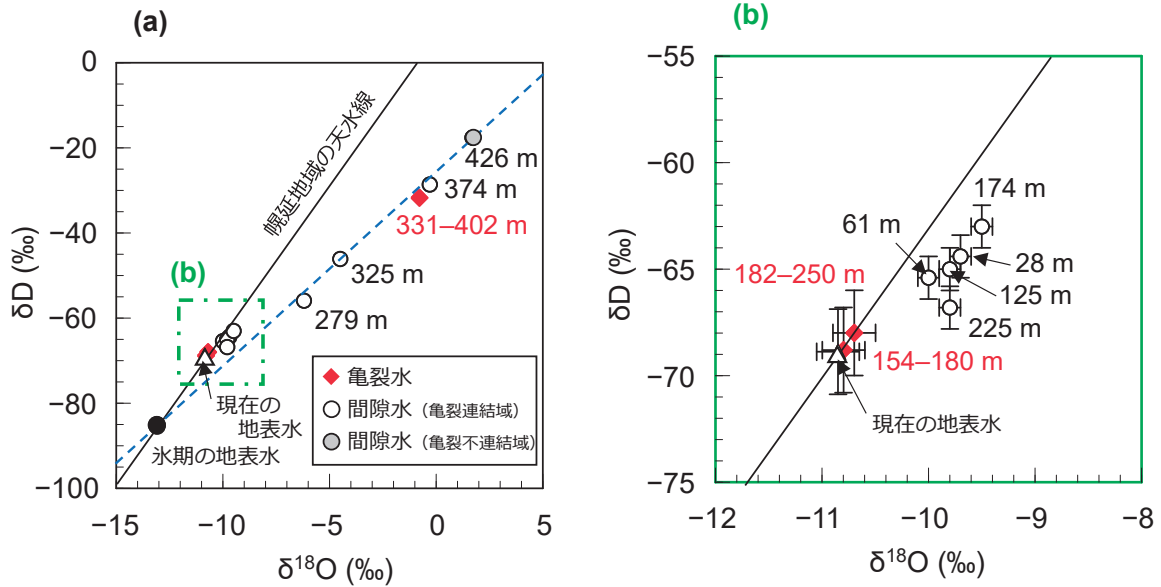 (a)
0
−20
−40
−60
−80
−100
δD (‰)
幌延地域の天水線
426 m
374 m
331–402 m
325 m
279 m
(b)
現在の
地表水
氷期の地表水
亀裂水
間隙水（亀裂連結域）
間隙水（亀裂不連結域）
−15
−10
−5
0
5
δ¹⁸O (‰)
(b)
−55
−60
−65
−70
−75
δD (‰)
174 m
61 m
28 m
182–250 m
125 m
225 m
154–180 m
現在の地表水
−12
−11
−10
−9
−8
δ¹⁸O (‰)